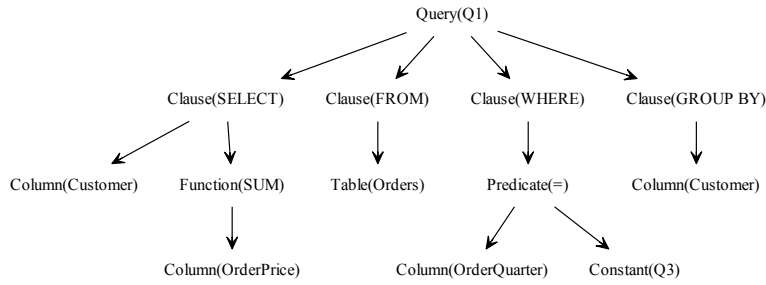 Query(Q1)
Clause(SELECT) Clause(FROM) Clause(WHERE) Clause(GROUP BY)
Column(Customer) Function(SUM) Table(Orders) Predicate(=) Column(Customer)
Column(OrderPrice) Column(OrderQuarter) Constant(Q3)